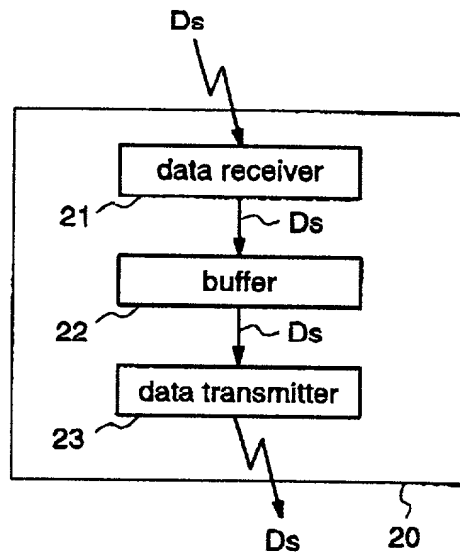 Ds
data receiver
21
Ds
buffer
22
Ds
data transmitter
23
20
Ds